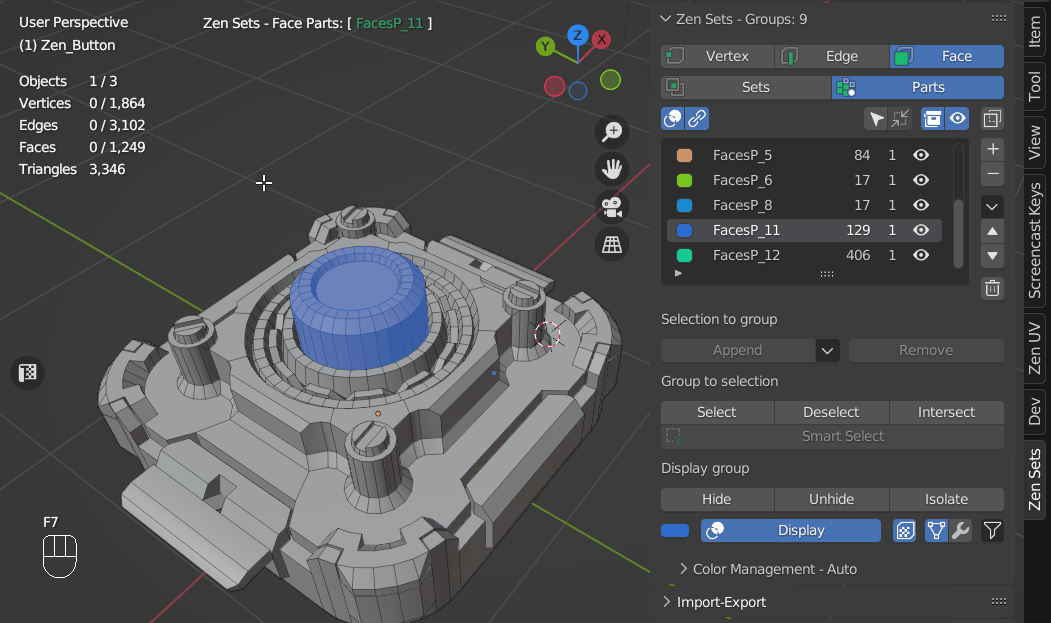 User Perspective
(1) Zen_Button
Objects 1 / 3
Vertices 0 / 1,864
Edges 0 / 3,102
Faces 0 / 1,249
Triangles 3,346
Zen Sets - Face Parts: [ FacesP_11 ]
Z
Y
X
F7
Zen Sets - Groups: 9
Vertex Edge Face
Sets Parts
FacesP_5 84 1
FacesP_6 17 1
FacesP_8 17 1
FacesP_11 129 1
FacesP_12 406 1
Selection to group
Append Remove
Group to selection
Select Deselect Intersect
Smart Select
Display group
Hide Unhide Isolate
Display
Color Management - Auto
Import-Export
Item
Tool
View
Screencast Keys
Zen UV
Dev
Zen Sets